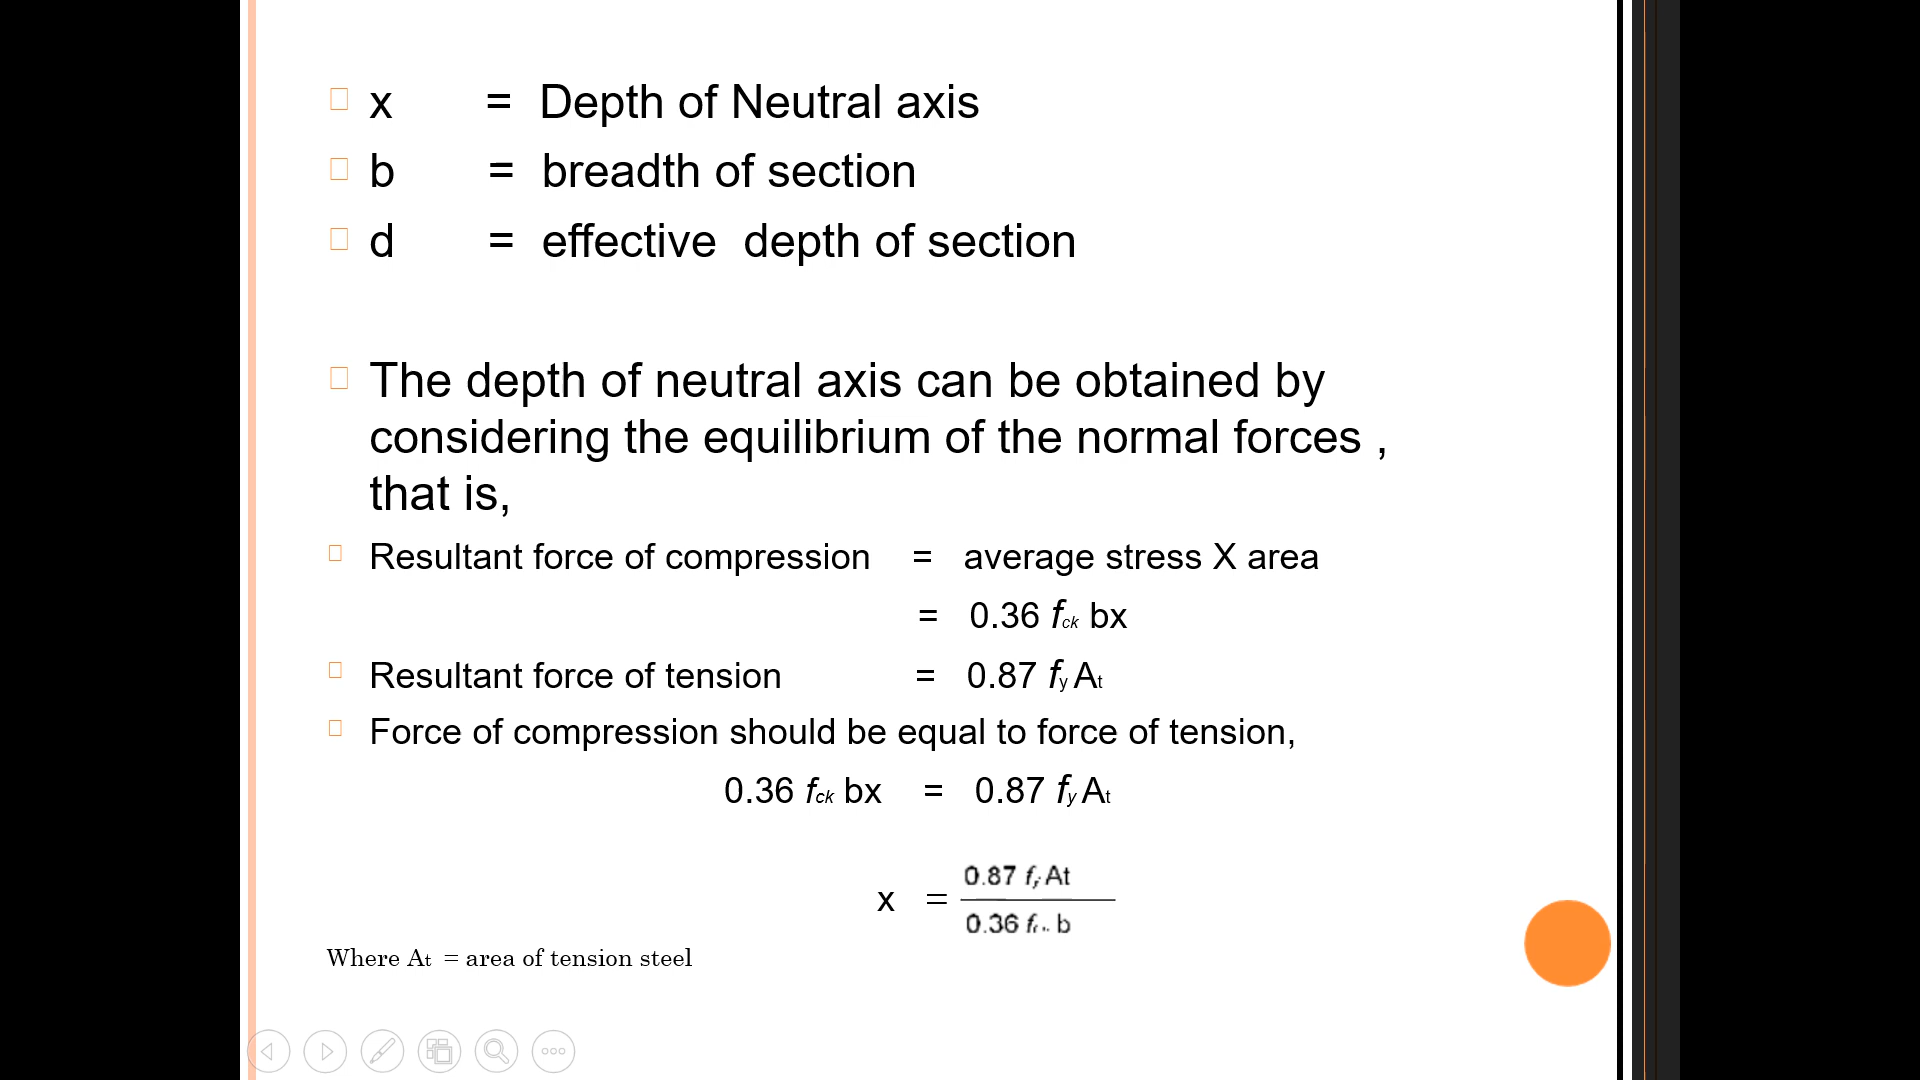 x = Depth of Neutral axis
b = breadth of section
d = effective depth of section
The depth of neutral axis can be obtained by
considering the equilibrium of the normal forces ,
that is,
Resultant force of compression = average stress X area
= 0.36 fck bx
Resultant force of tension = 0.87 fy At
Force of compression should be equal to force of tension,
0.36 fck bx = 0.87 fy At
0.87 f At
x =
0.36 f b
Where At = area of tension steel